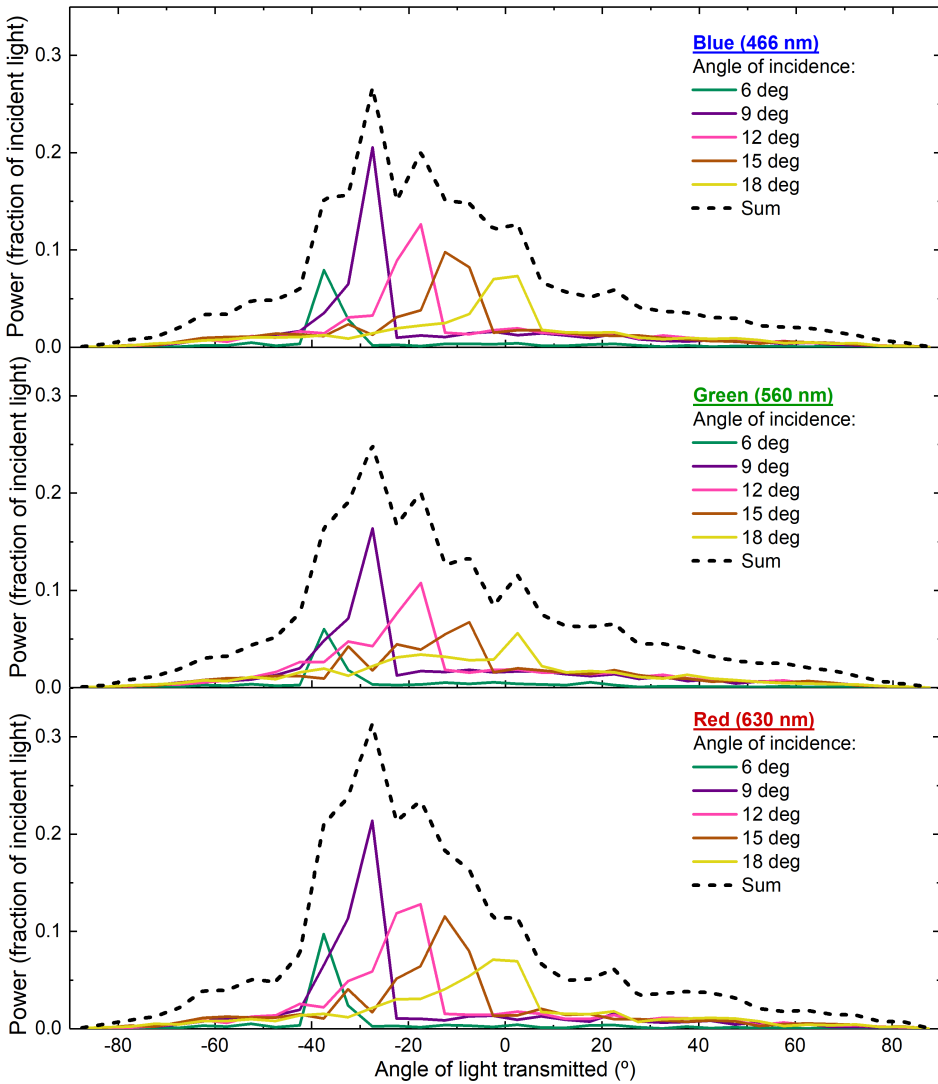 Power (fraction of incident light)
0.3
0.2
0.1
0.0
Blue (466 nm)
Angle of incidence:
6 deg
9 deg
12 deg
15 deg
18 deg
Sum
Power (fraction of incident light)
0.3
0.2
0.1
0.0
Green (560 nm)
Angle of incidence:
6 deg
9 deg
12 deg
15 deg
18 deg
Sum
Power (fraction of incident light)
0.3
0.2
0.1
0.0
Red (630 nm)
Angle of incidence:
6 deg
9 deg
12 deg
15 deg
18 deg
Sum
-80 -60 -40 -20 0 20 40 60 80
Angle of light transmitted (º)